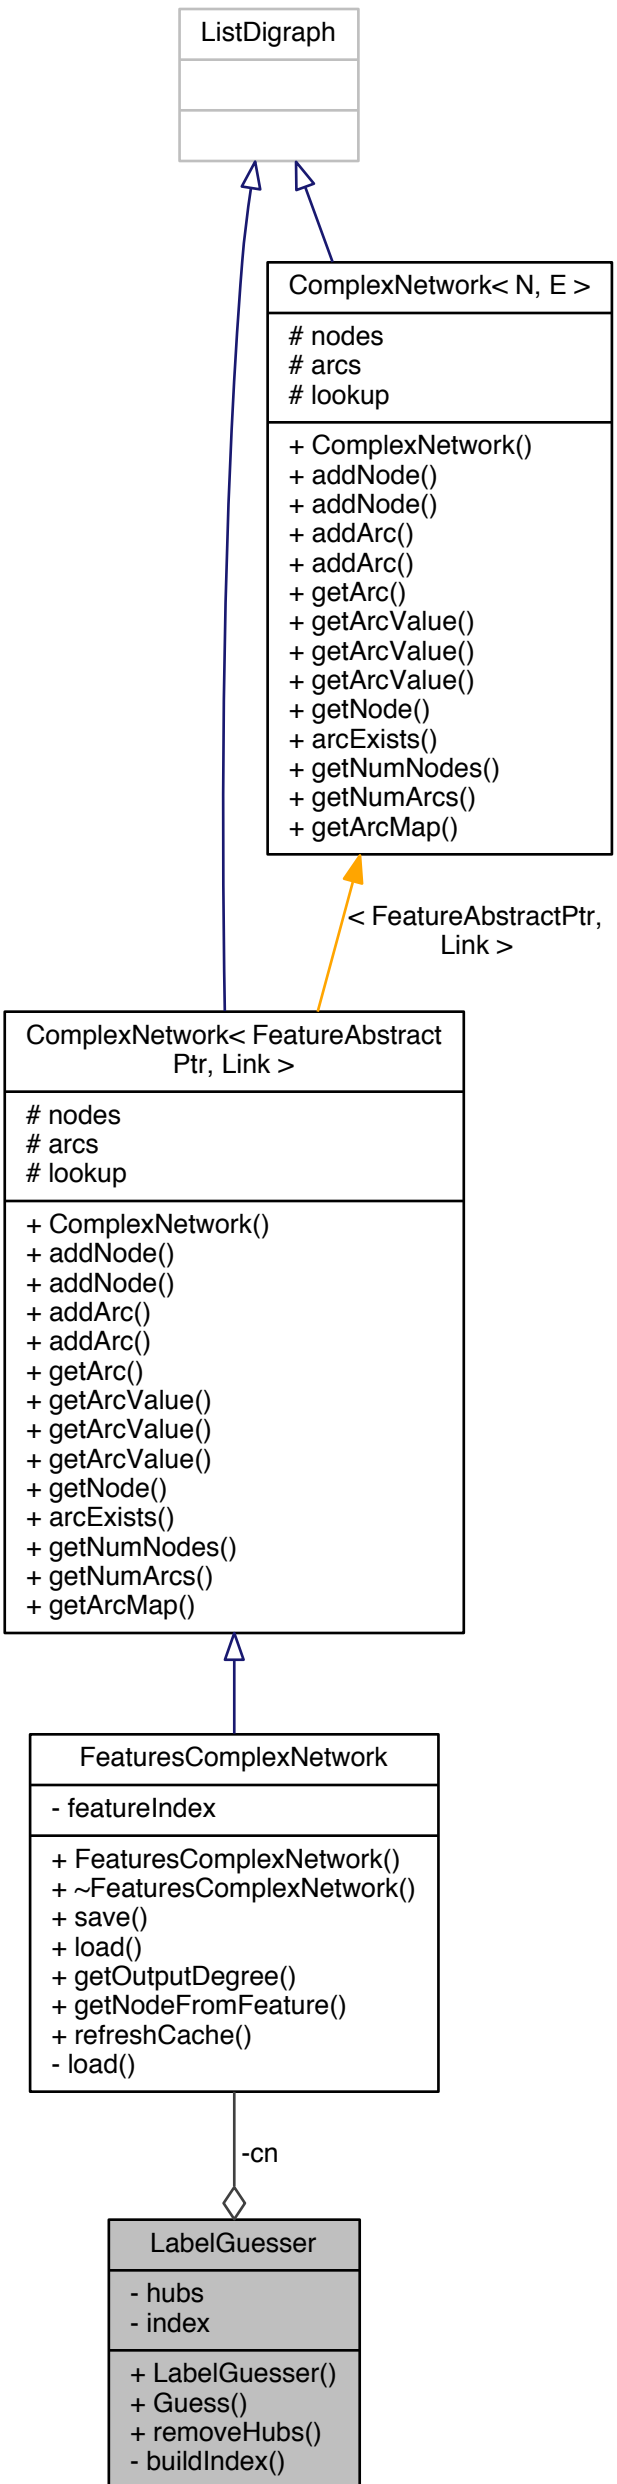 ListDigraph
ComplexNetwork< N, E >
# nodes
# arcs
# lookup
+ ComplexNetwork()
+ addNode()
+ addNode()
+ addArc()
+ addArc()
+ getArc()
+ getArcValue()
+ getArcValue()
+ getArcValue()
+ getNode()
+ arcExists()
+ getNumNodes()
+ getNumArcs()
+ getArcMap()
< FeatureAbstractPtr,
Link >
ComplexNetwork< FeatureAbstract
Ptr, Link >
# nodes
# arcs
# lookup
+ ComplexNetwork()
+ addNode()
+ addNode()
+ addArc()
+ addArc()
+ getArc()
+ getArcValue()
+ getArcValue()
+ getArcValue()
+ getNode()
+ arcExists()
+ getNumNodes()
+ getNumArcs()
+ getArcMap()
FeaturesComplexNetwork
- featureIndex
+ FeaturesComplexNetwork()
+ ~FeaturesComplexNetwork()
+ save()
+ load()
+ getOutputDegree()
+ getNodeFromFeature()
+ refreshCache()
- load()
-cn
LabelGuesser
- hubs
- index
+ LabelGuesser()
+ Guess()
+ removeHubs()
- buildIndex()